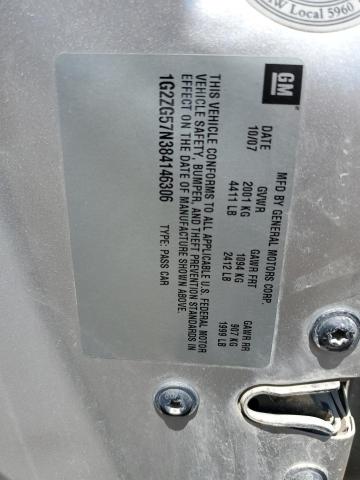 W Local 5960
GM
MFD BY GENERAL MOTORS CORP.
DATE GVWR GAWR FRT GAWR RR
10/07 2001 KG 1094 KG 907 KG
4411 LB 2412 LB 1999 LB
THIS VEHICLE CONFORMS TO ALL APPLICABLE U.S. FEDERAL MOTOR
VEHICLE SAFETY, BUMPER, AND THEFT PREVENTION STANDARDS IN
EFFECT ON THE DATE OF MANUFACTURE SHOWN ABOVE.
1G2ZG57N384146306 TYPE: PASS CAR